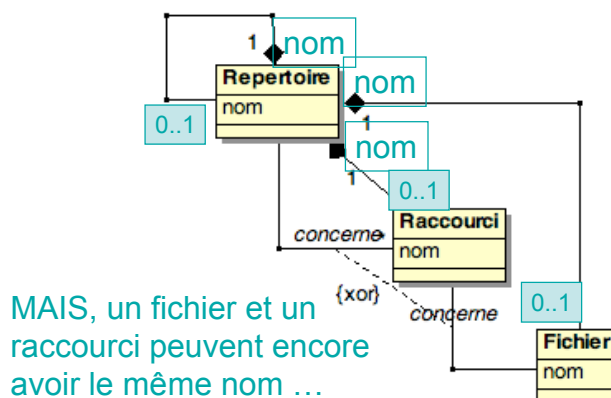 1 nom
Repertoire
nom
nom
1
0..1
nom
1
0..1
Raccourci
nom
concerne
{xor}
concerne
0..1
Fichier
nom
MAIS, un fichier et un
raccourci peuvent encore
avoir le même nom …